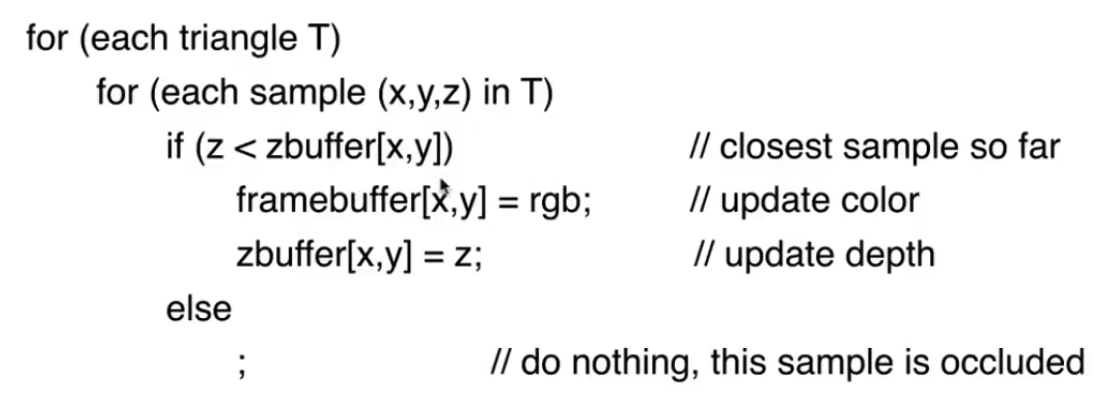 for (each triangle T)
for (each sample (x,y,z) in T)
if (z < zbuffer[x,y]) // closest sample so far
framebuffer[x,y] = rgb; // update color
zbuffer[x,y] = z; // update depth
else
; // do nothing, this sample is occluded